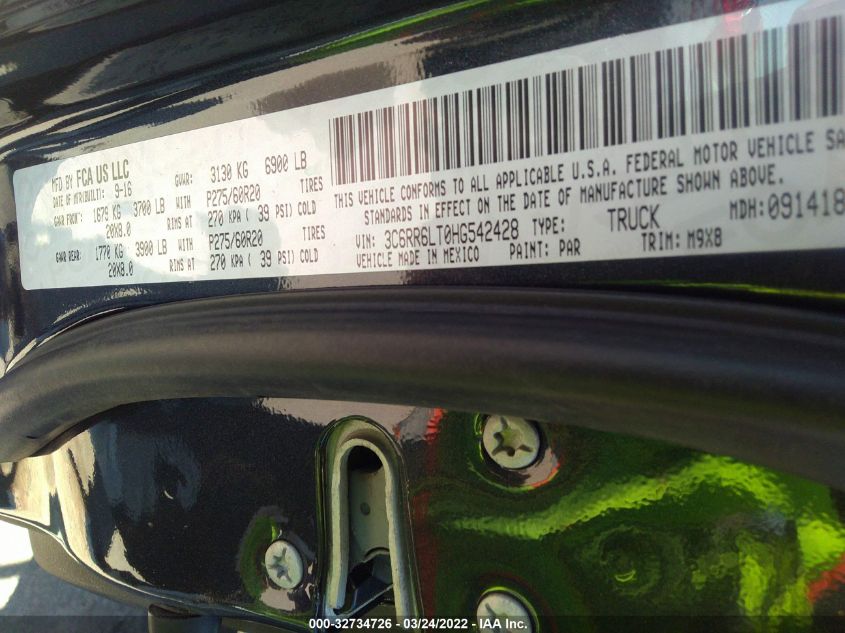 MFD BY FCA US LLC
DATE OF MFR(BUILT): 9-16 GVWR: 3130 KG 6900 LB
GAWR FRONT: 1679 KG 3700 LB WITH P275/60R20 TIRES
20X8.0 RIMS AT 270 KPA ( 39 PSI) COLD
GAWR REAR: 1770 KG 3900 LB WITH P275/60R20 TIRES
20X8.0 RIMS AT 270 KPA ( 39 PSI) COLD
THIS VEHICLE CONFORMS TO ALL APPLICABLE U.S.A. FEDERAL MOTOR VEHICLE SA
STANDARDS IN EFFECT ON THE DATE OF MANUFACTURE SHOWN ABOVE.
VIN: 3C6RR6LT0HG542428 TYPE: TRUCK MDH: 091418
VEHICLE MADE IN MEXICO PAINT: PAR TRIM: M9X8
000-32734726 - 03/24/2022 - IAA Inc.